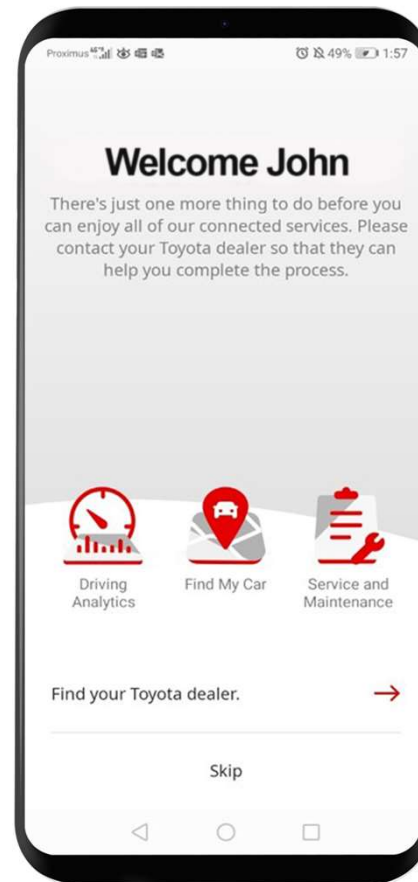 Proximus 49% 1:57
Welcome John
There's just one more thing to do before you
can enjoy all of our connected services. Please
contact your Toyota dealer so that they can
help you complete the process.
Driving
Analytics
Find My Car
Service and
Maintenance
Find your Toyota dealer.
Skip